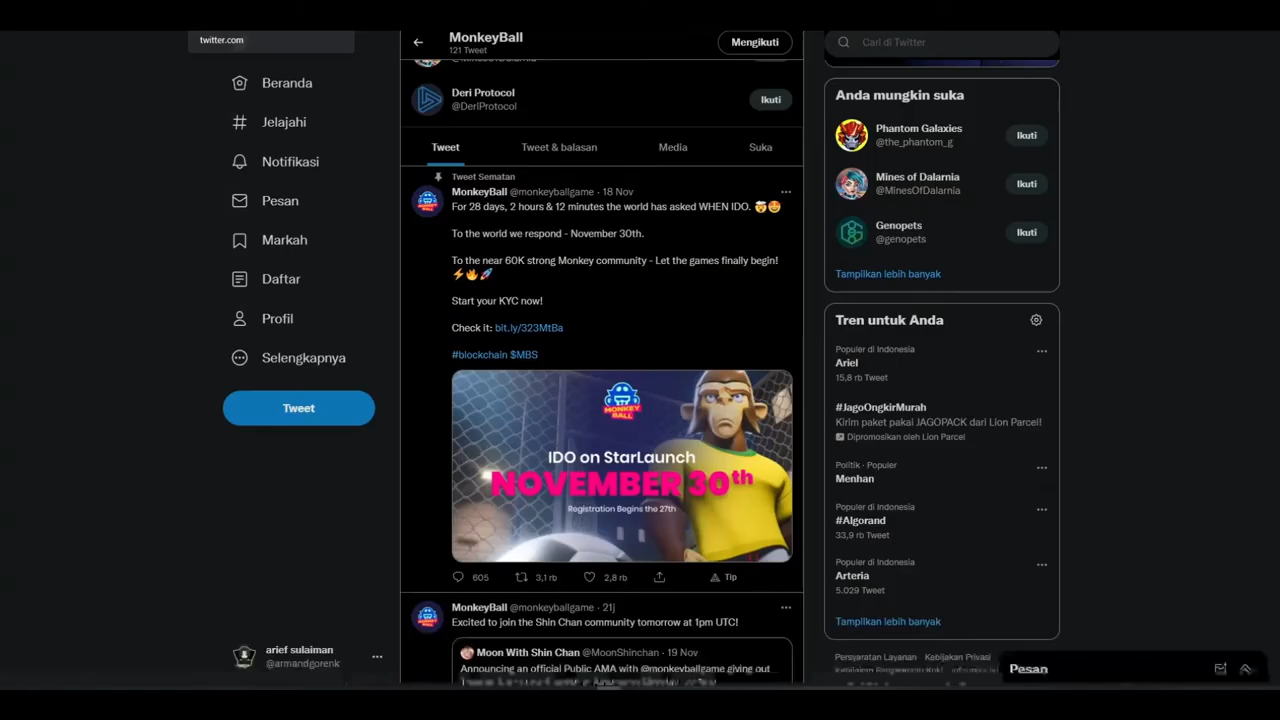 twitter.com
Beranda
Jelajahi
Notifikasi
Pesan
Markah
Daftar
Profil
Selengkapnya
Tweet
arief sulaiman
@armandgorenk
MonkeyBall
121 Tweet
Mengikuti
@MinesOfDalarnia
Deri Protocol
@DeriProtocol
Ikuti
Tweet
Tweet & balasan
Media
Suka
Tweet Sematan
MonkeyBall @monkeyballgame · 18 Nov
For 28 days, 2 hours & 12 minutes the world has asked WHEN IDO. 🤯🤩
To the world we respond - November 30th.
To the near 60K strong Monkey community - Let the games finally begin!
⚡🔥🚀
Start your KYC now!
Check it: bit.ly/323MtBa
#blockchain $MBS
MONKEY
BALL
IDO on StarLaunch
NOVEMBER 30th
Registration Begins the 27th
605
3,1 rb
2,8 rb
Tip
MonkeyBall @monkeyballgame · 21j
Excited to join the Shin Chan community tomorrow at 1pm UTC!
Moon With Shin Chan @MoonShinchan · 19 Nov
Announcing an official Public AMA with @monkeyballgame giving out
Cari di Twitter
Anda mungkin suka
Phantom Galaxies
@the_phantom_g
Ikuti
Mines of Dalarnia
@MinesOfDalarnia
Ikuti
Genopets
@genopets
Ikuti
Tampilkan lebih banyak
Tren untuk Anda
Populer di Indonesia
Ariel
15,8 rb Tweet
#JagoOngkirMurah
Kirim paket pakai JAGOPACK dari Lion Parcel!
Dipromosikan oleh Lion Parcel
Politik · Populer
Menhan
Populer di Indonesia
#Algorand
33,9 rb Tweet
Populer di Indonesia
Arteria
5.029 Tweet
Tampilkan lebih banyak
Persyaratan Layanan Kebijakan Privasi
Pesan